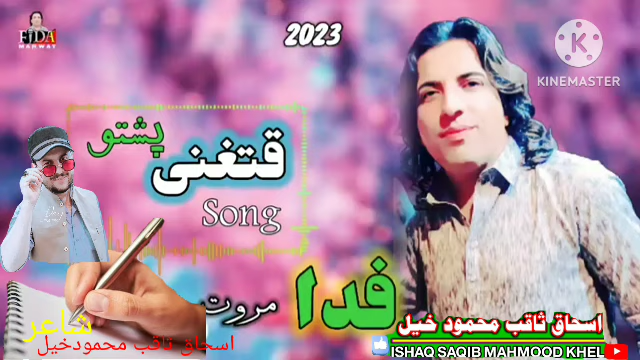 FIDA
MARWAT
2023
KINEMASTER
پشتو
قتغنی
Song
فدا
مروت
شاعر
اسحاق ثاقب محمودخیل
اسحاق ثاقب محمود خیل
ISHAQ SAQIB MAHMOOD KHEL